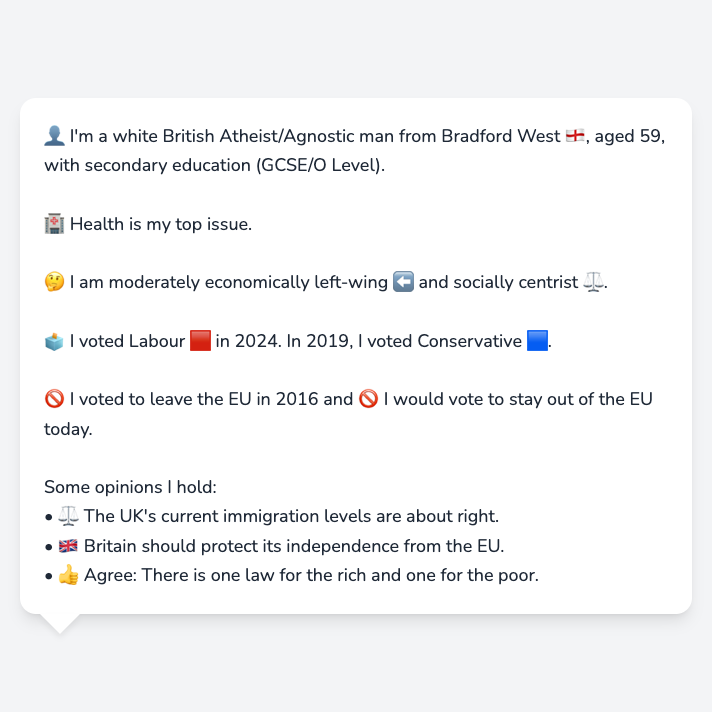 👤 I'm a white British Atheist/Agnostic man from Bradford West 🏴󠁧󠁢󠁥󠁮󠁧󠁿, aged 59,
with secondary education (GCSE/O Level).
🏥 Health is my top issue.
🤔 I am moderately economically left-wing ⬅️ and socially centrist ⚖️.
🗳️ I voted Labour 🟥 in 2024. In 2019, I voted Conservative 🟦.
🚫 I voted to leave the EU in 2016 and 🚫 I would vote to stay out of the EU
today.
Some opinions I hold:
• ⚖️ The UK's current immigration levels are about right.
• 🇬🇧 Britain should protect its independence from the EU.
• 👍 Agree: There is one law for the rich and one for the poor.